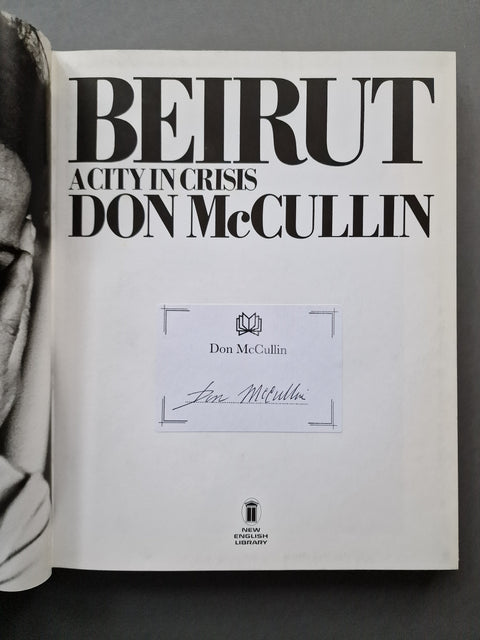 BEIRUT
A CITY IN CRISIS
DON McCULLIN
Don McCullin
Don McCullin
NEW
ENGLISH
LIBRARY